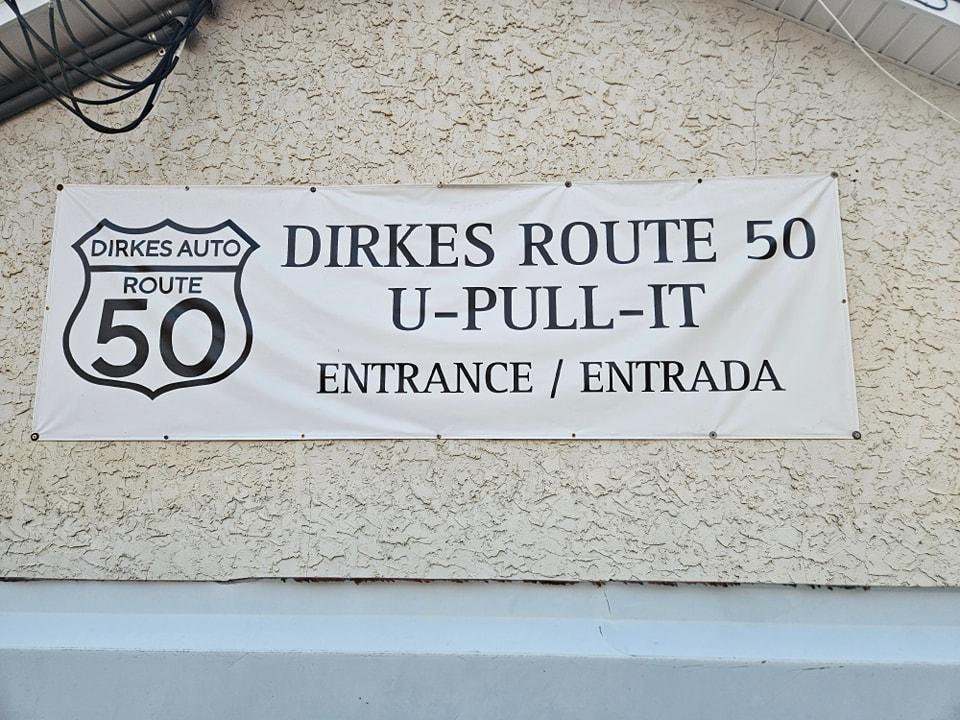 DIRKES AUTO
ROUTE
50
DIRKES ROUTE 50
U-PULL-IT
ENTRANCE / ENTRADA